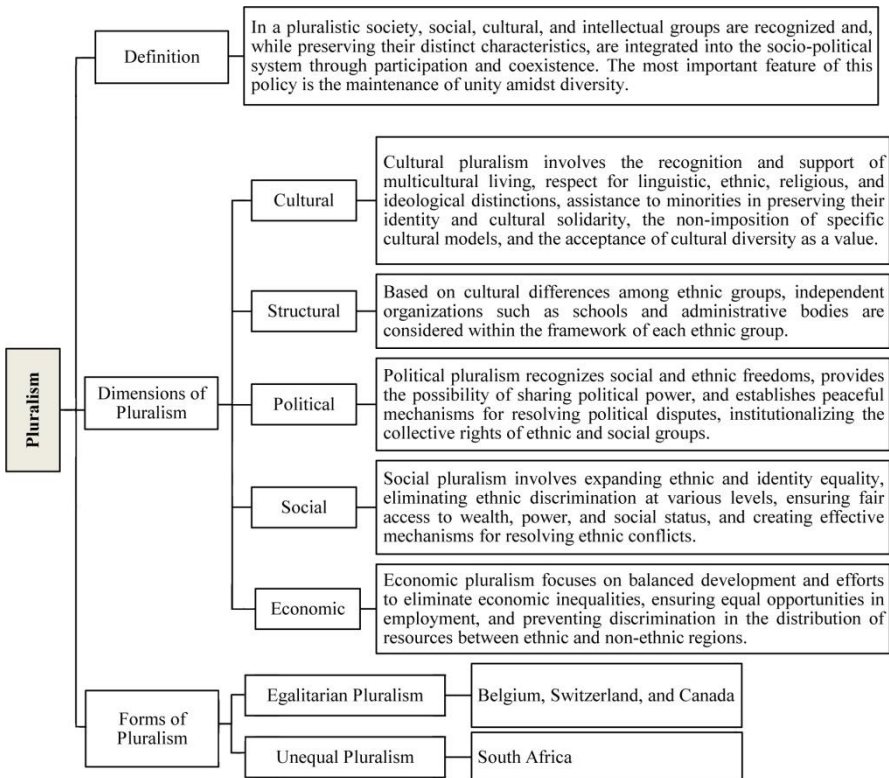 Pluralism
Definition
In a pluralistic society, social, cultural, and intellectual groups are recognized and,
while preserving their distinct characteristics, are integrated into the socio-political
system through participation and coexistence. The most important feature of this
policy is the maintenance of unity amidst diversity.
Dimensions of
Pluralism
Cultural
Cultural pluralism involves the recognition and support of
multicultural living, respect for linguistic, ethnic, religious, and
ideological distinctions, assistance to minorities in preserving their
identity and cultural solidarity, the non-imposition of specific
cultural models, and the acceptance of cultural diversity as a value.
Structural
Based on cultural differences among ethnic groups, independent
organizations such as schools and administrative bodies are
considered within the framework of each ethnic group.
Political
Political pluralism recognizes social and ethnic freedoms, provides
the possibility of sharing political power, and establishes peaceful
mechanisms for resolving political disputes, institutionalizing the
collective rights of ethnic and social groups.
Social
Social pluralism involves expanding ethnic and identity equality,
eliminating ethnic discrimination at various levels, ensuring fair
access to wealth, power, and social status, and creating effective
mechanisms for resolving ethnic conflicts.
Economic
Economic pluralism focuses on balanced development and efforts
to eliminate economic inequalities, ensuring equal opportunities in
employment, and preventing discrimination in the distribution of
resources between ethnic and non-ethnic regions.
Forms of
Pluralism
Egalitarian Pluralism
Belgium, Switzerland, and Canada
Unequal Pluralism
South Africa